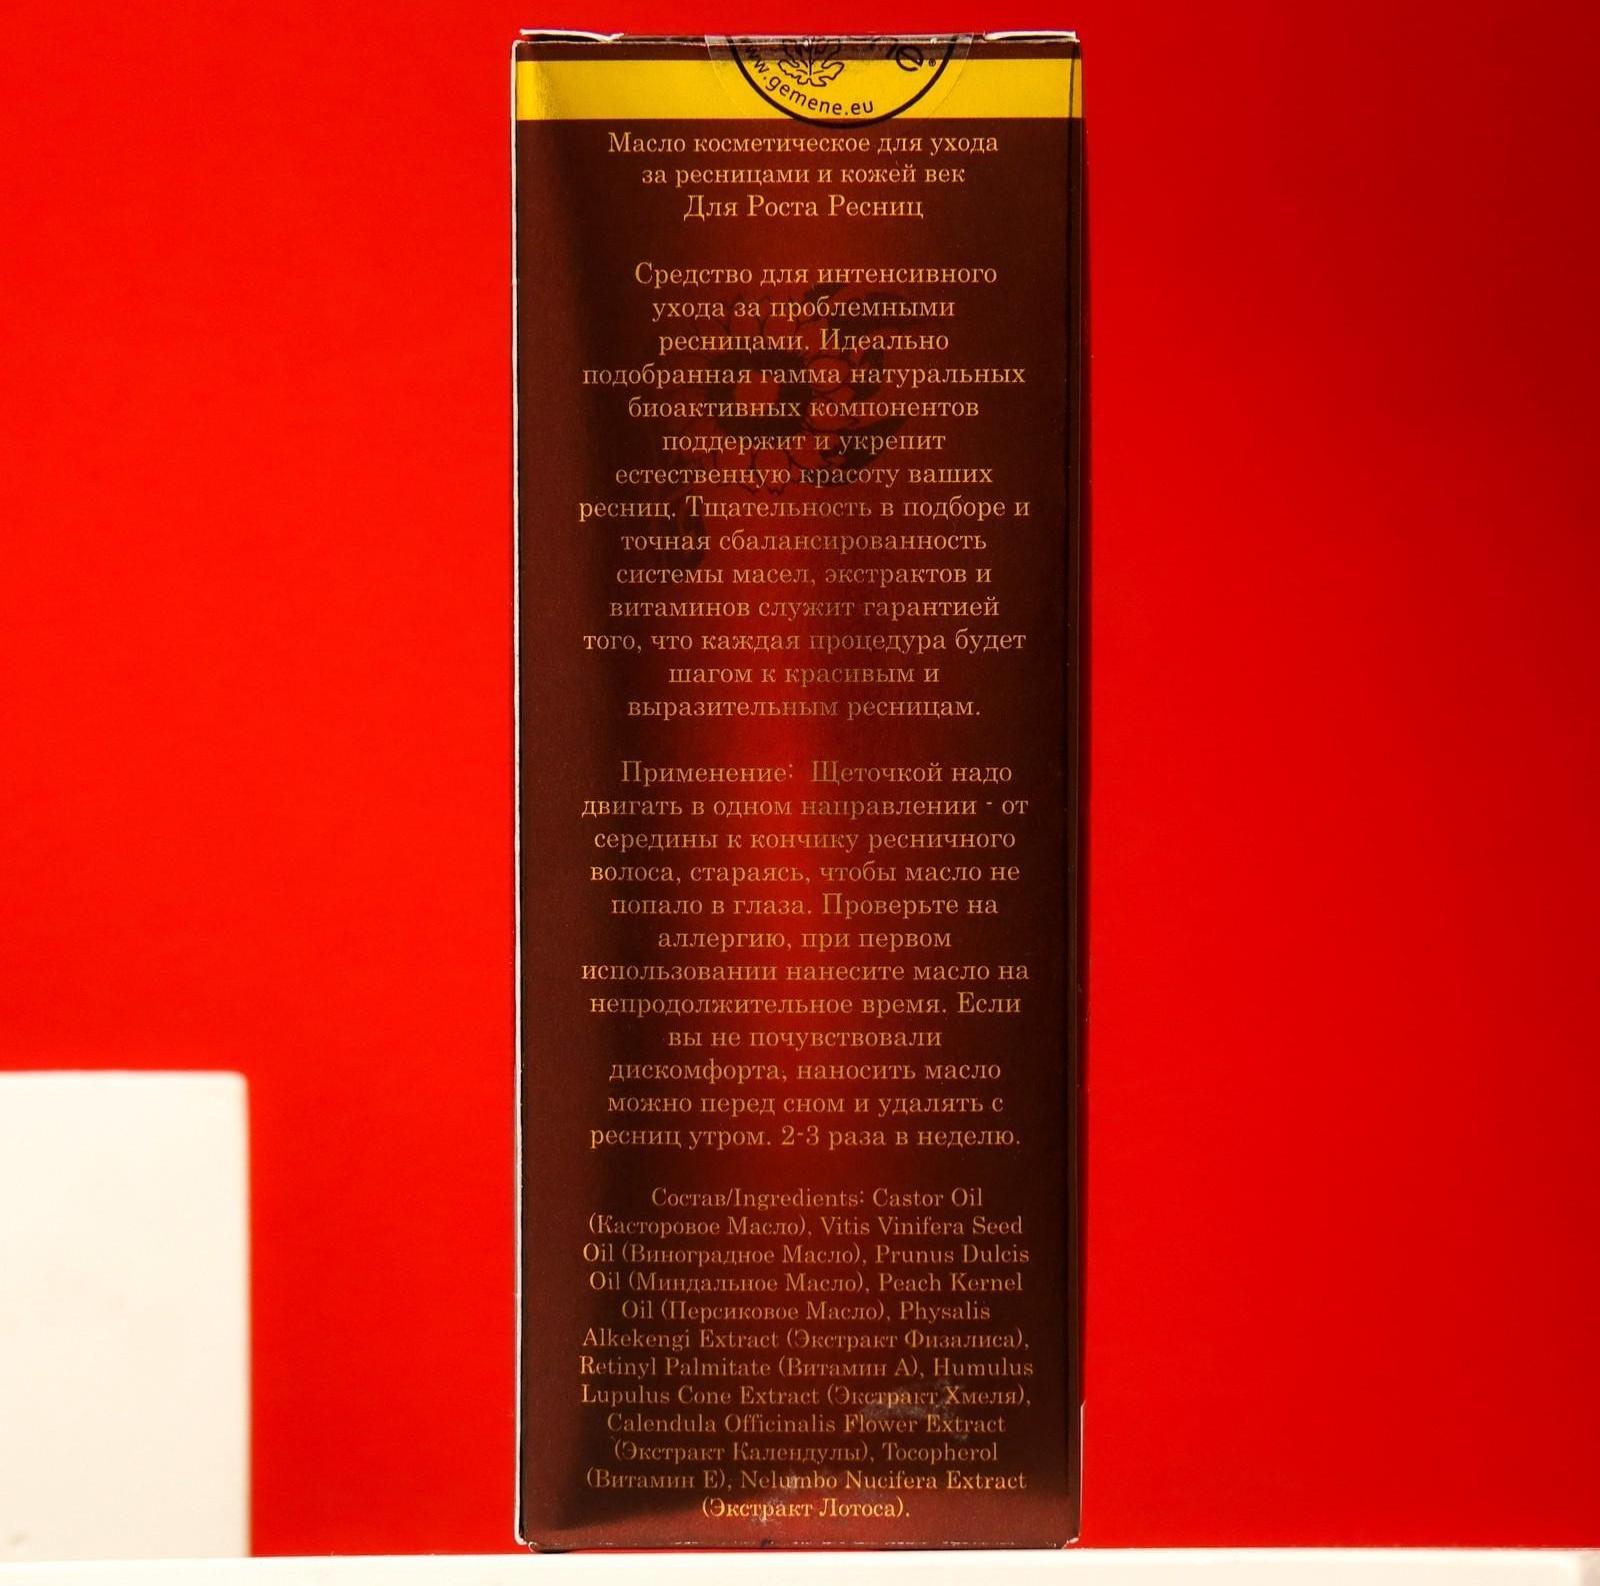 www.gemene.eu
Масло косметическое для ухода
за ресницами и кожей век
Для Роста Ресниц
Средство для интенсивного
ухода за проблемными
ресницами. Идеально
подобранная гамма натуральных
биоактивных компонентов
поддержит и укрепит
естественную красоту ваших
ресниц. Тщательность в подборе и
точная сбалансированность
системы масел, экстрактов и
витаминов служит гарантией
того, что каждая процедура будет
шагом к красивым и
выразительным ресницам.
Применение: Щеточкой надо
двигать в одном направлении - от
середины к кончику ресничного
волоса, стараясь, чтобы масло не
попало в глаза. Проверьте на
аллергию, при первом
использовании нанесите масло на
непродолжительное время. Если
вы не почувствовали
дискомфорта, наносить масло
можно перед сном и удалять с
ресниц утром. 2-3 раза в неделю.
Состав/Ingredients: Castor Oil
(Касторовое Масло), Vitis Vinifera Seed
Oil (Виноградное Масло), Prunus Dulcis
Oil (Миндальное Масло), Peach Kernel
Oil (Персиковое Масло), Physalis
Alkekengi Extract (Экстракт Физалиса),
Retinyl Palmitate (Витамин А), Humulus
Lupulus Cone Extract (Экстракт Хмеля),
Calendula Officinalis Flower Extract
(Экстракт Календулы), Tocopherol
(Витамин Е), Nelumbo Nucifera Extract
(Экстракт Лотоса).